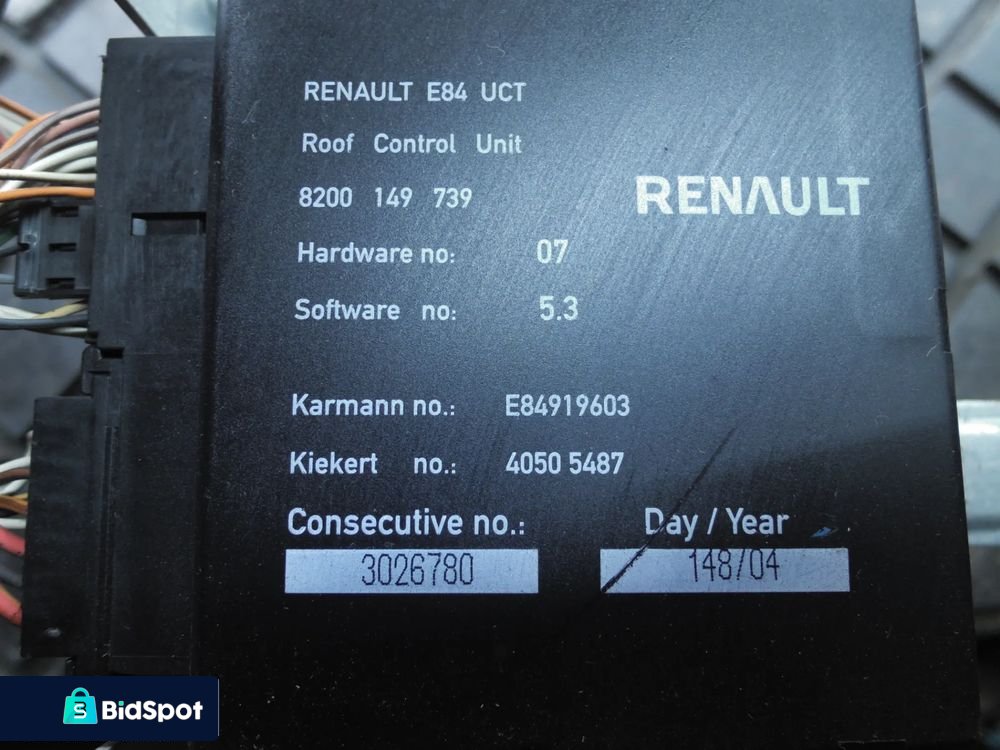 RENAULT E84 UCT
Roof Control Unit
8200 149 739
RENAULT
Hardware no: 07
Software no: 5.3
Karmann no.: E84919603
Kiekert no.: 4050 5487
Consecutive no.: Day / Year
3026780 148/04
BidSpot